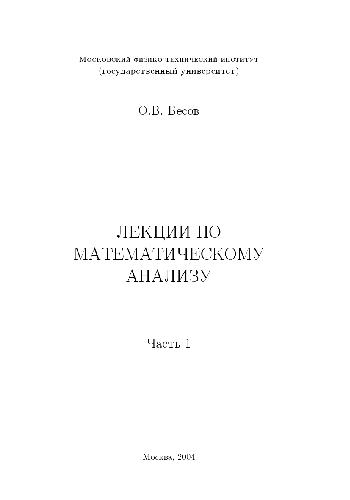 Московский физико-технический институт
(государственный университет)
О.В. Бесов
ЛЕКЦИИ ПО
МАТЕМАТИЧЕСКОМУ
АНАЛИЗУ
Часть 1
Москва, 2004